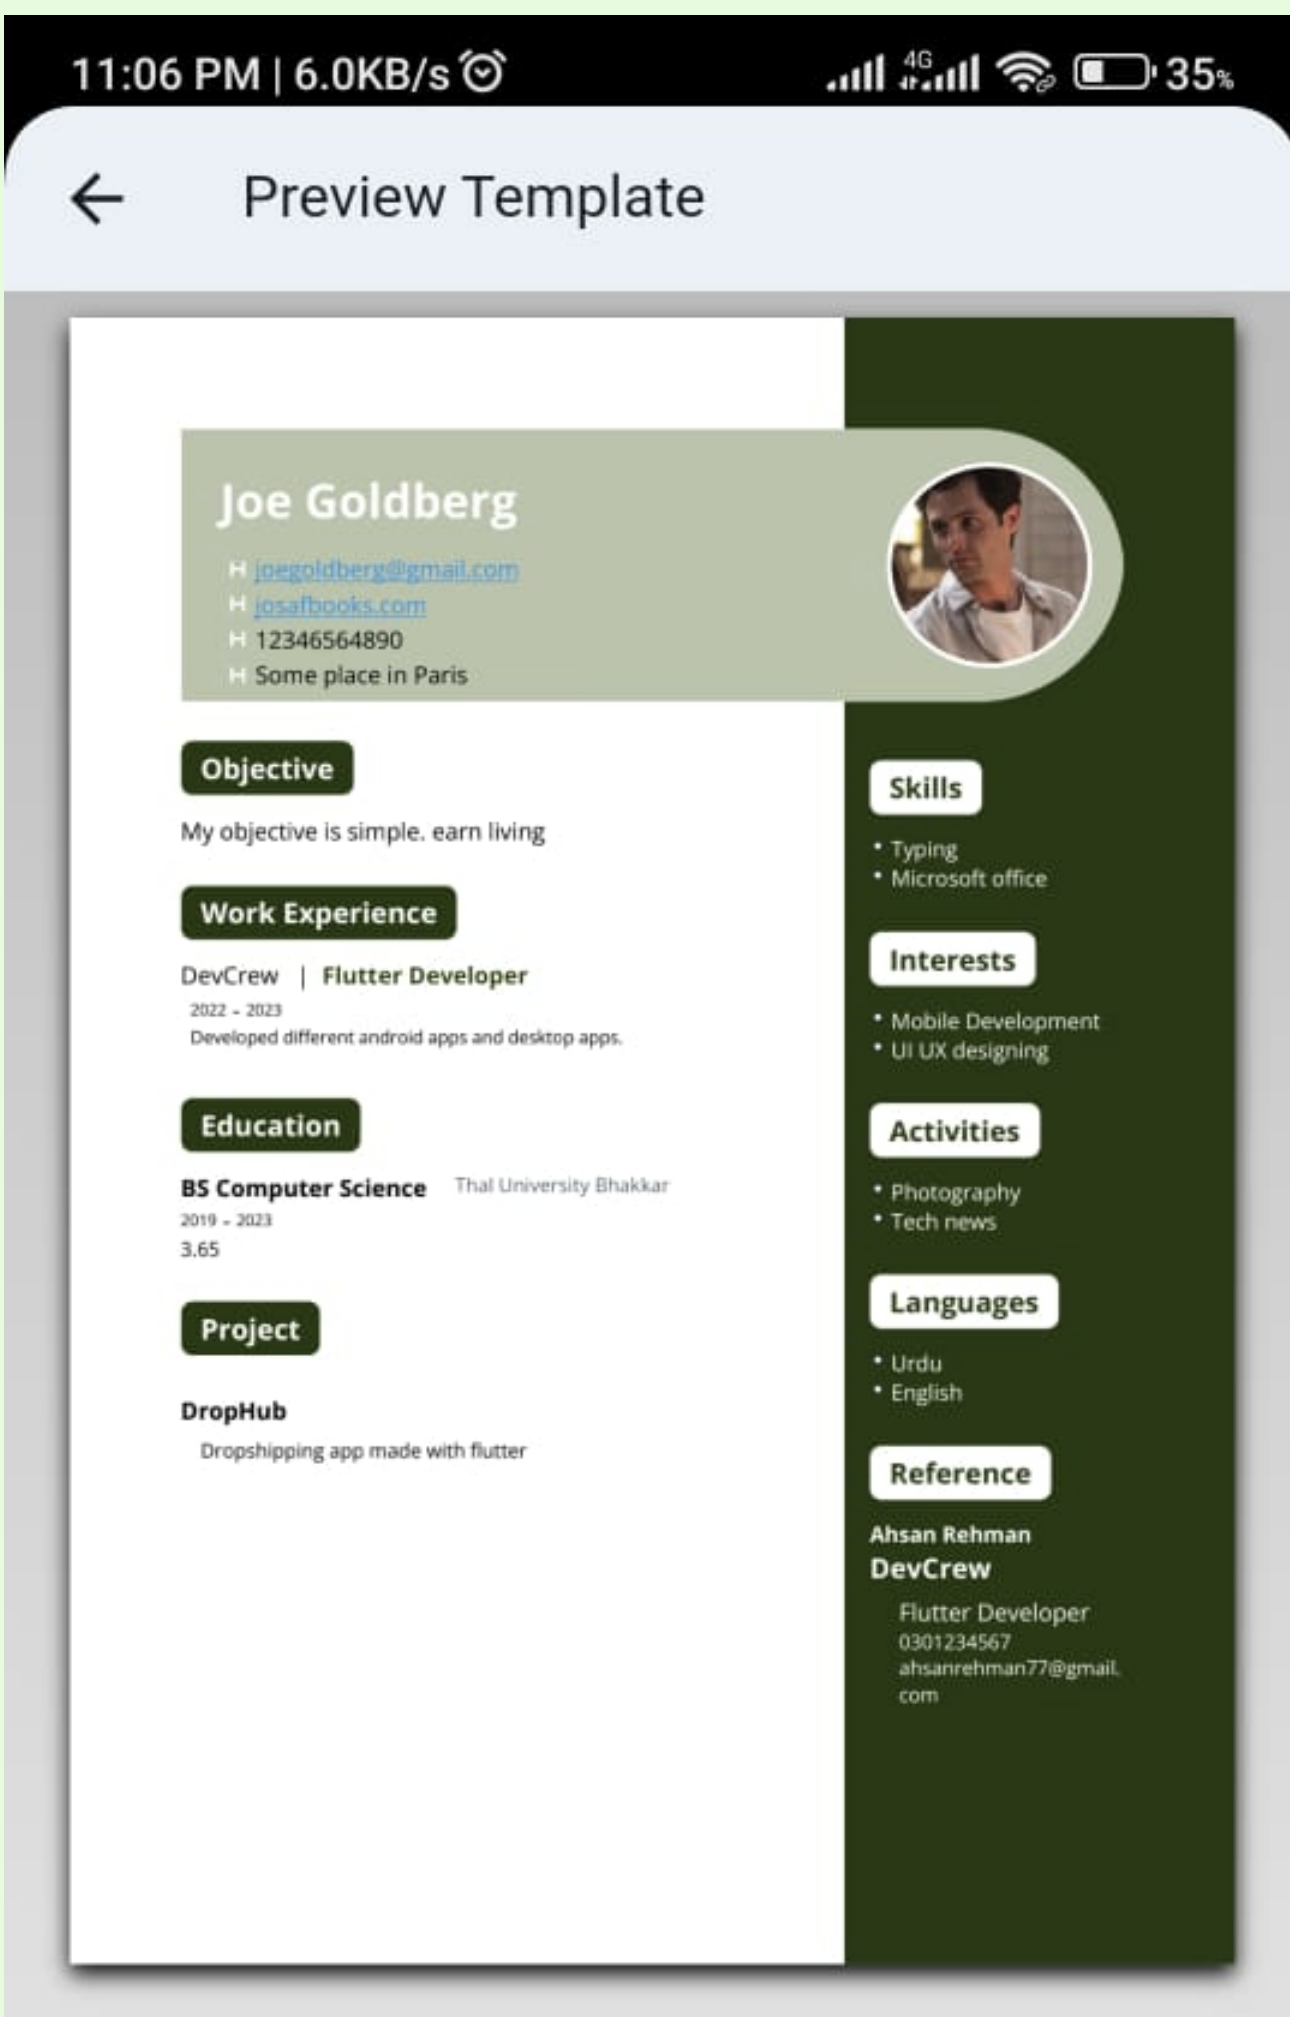 11:06 PM | 6.0KB/s
4G
35%
Preview Template
Joe Goldberg
H joegoldberg@gmail.com
H josafbooks.com
H 12346564890
H Some place in Paris
Objective
My objective is simple. earn living
Work Experience
DevCrew | Flutter Developer
2022 - 2023
Developed different android apps and desktop apps.
Education
BS Computer Science Thal University Bhakkar
2019 - 2023
3.65
Project
DropHub
Dropshipping app made with flutter
Skills
• Typing
• Microsoft office
Interests
• Mobile Development
• UI UX designing
Activities
• Photography
• Tech news
Languages
• Urdu
• English
Reference
Ahsan Rehman
DevCrew
Flutter Developer
0301234567
ahsanrehman77@gmail.
com